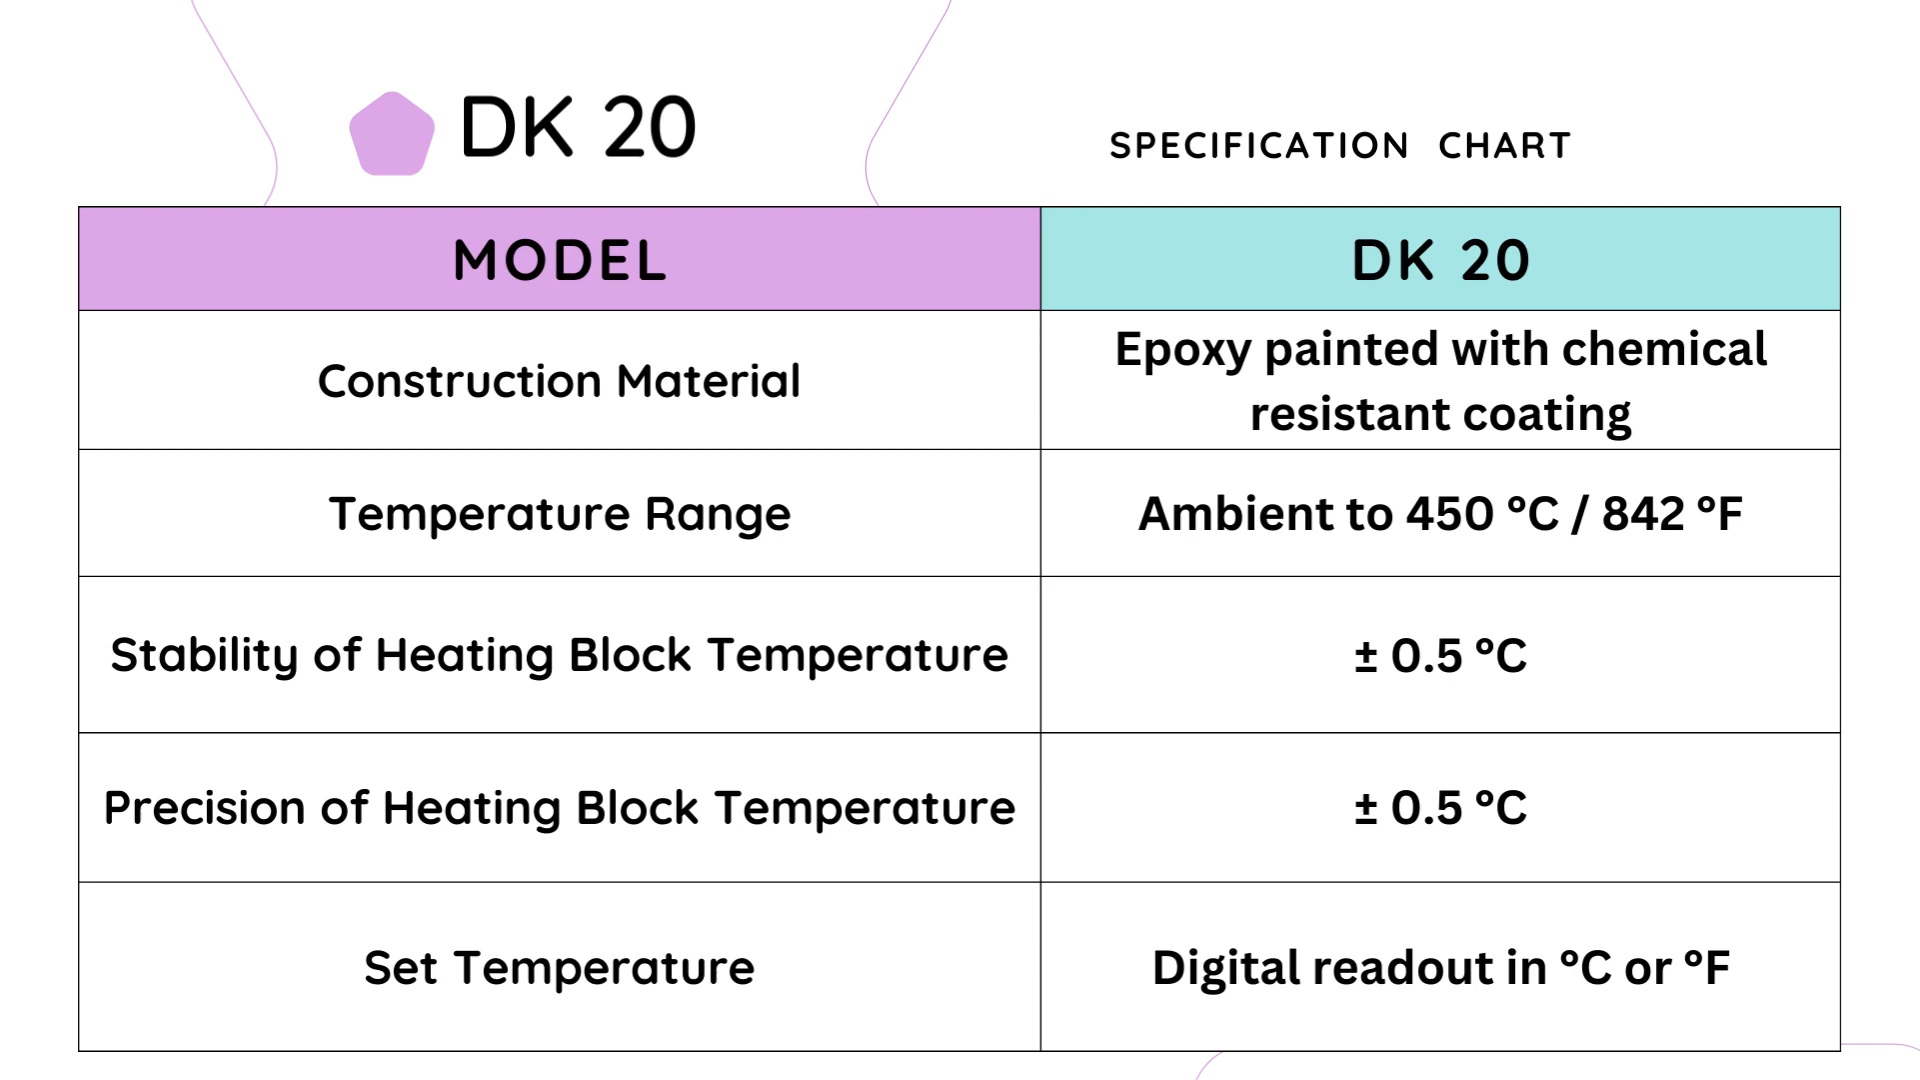 DK 20
SPECIFICATION CHART
MODEL
DK 20
Construction Material
Epoxy painted with chemical
resistant coating
Temperature Range
Ambient to 450 °C / 842 °F
Stability of Heating Block Temperature
± 0.5 °C
Precision of Heating Block Temperature
± 0.5 °C
Set Temperature
Digital readout in °C or °F